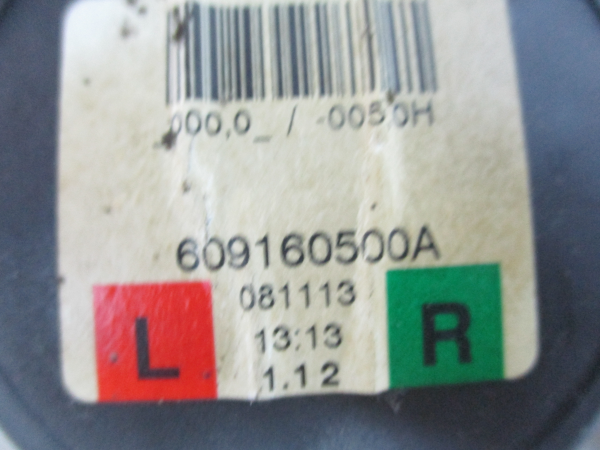 000,0_ / -0050H
609160500A
081113
L 13:13 R
1.12